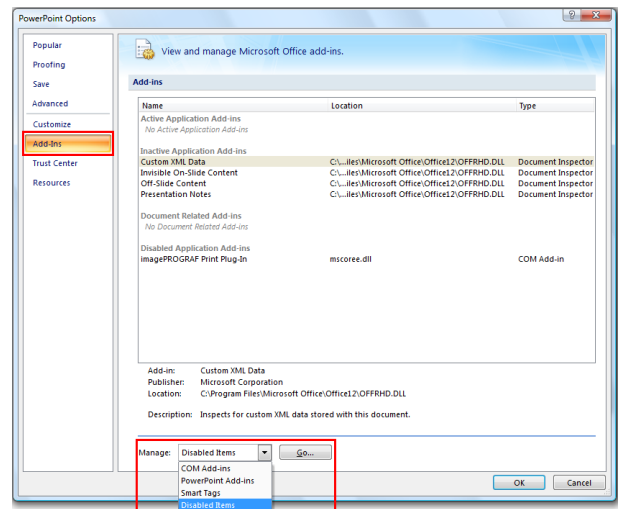 PowerPoint Options
Popular
Proofing
Save
Advanced
Customize
Add-Ins
Trust Center
Resources
View and manage Microsoft Office add-ins.
Add-ins
Name Location Type
Active Application Add-ins
No Active Application Add-ins
Inactive Application Add-ins
Custom XML Data C:\...iles\Microsoft Office\Office12\OFFRHD.DLL Document Inspector
Invisible On-Slide Content C:\...iles\Microsoft Office\Office12\OFFRHD.DLL Document Inspector
Off-Slide Content C:\...iles\Microsoft Office\Office12\OFFRHD.DLL Document Inspector
Presentation Notes C:\...iles\Microsoft Office\Office12\OFFRHD.DLL Document Inspector
Document Related Add-ins
No Document Related Add-ins
Disabled Application Add-ins
imagePROGRAF Print Plug-In mscoree.dll COM Add-in
Add-in: Custom XML Data
Publisher: Microsoft Corporation
Location: C:\Program Files\Microsoft Office\Office12\OFFRHD.DLL
Description: Inspects for custom XML data stored with this document.
Manage: Disabled Items Go...
COM Add-ins
PowerPoint Add-ins
Smart Tags
Disabled Items
OK Cancel